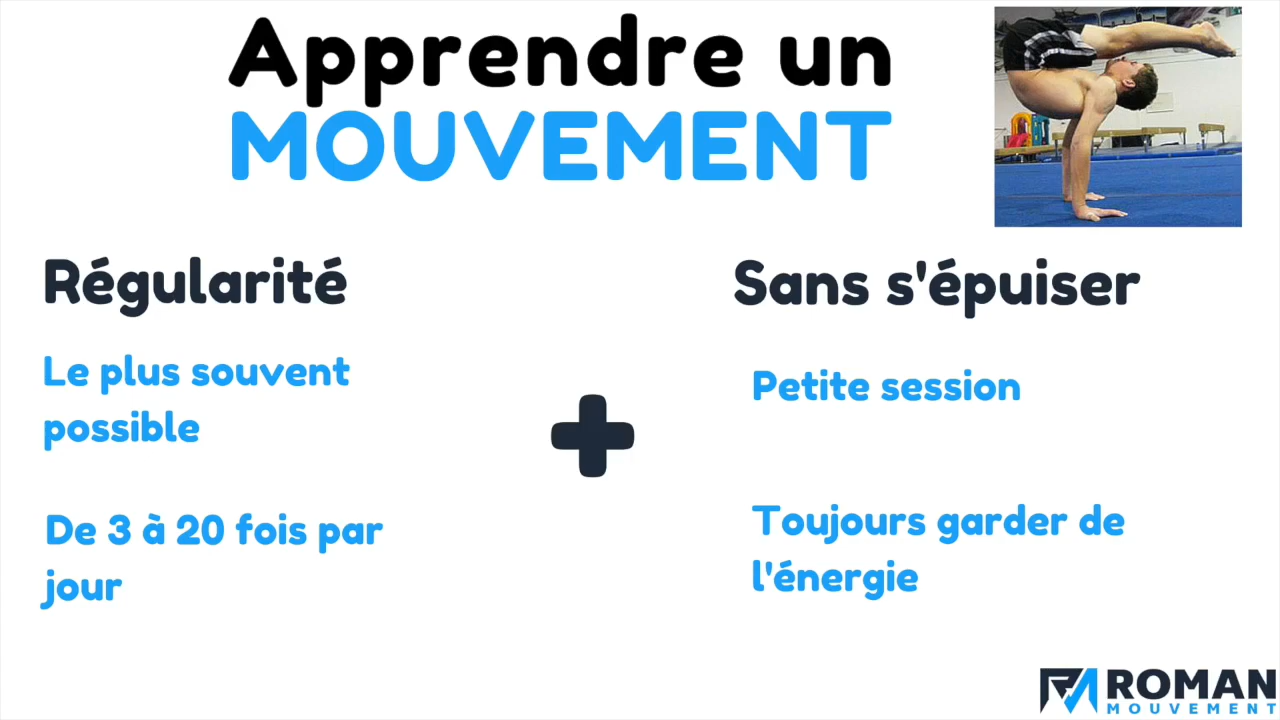 Apprendre un
MOUVEMENT
Régularité
Le plus souvent
possible
De 3 à 20 fois par
jour
Sans s'épuiser
Petite session
Toujours garder de
l'énergie
ROMAN
MOUVEMENT